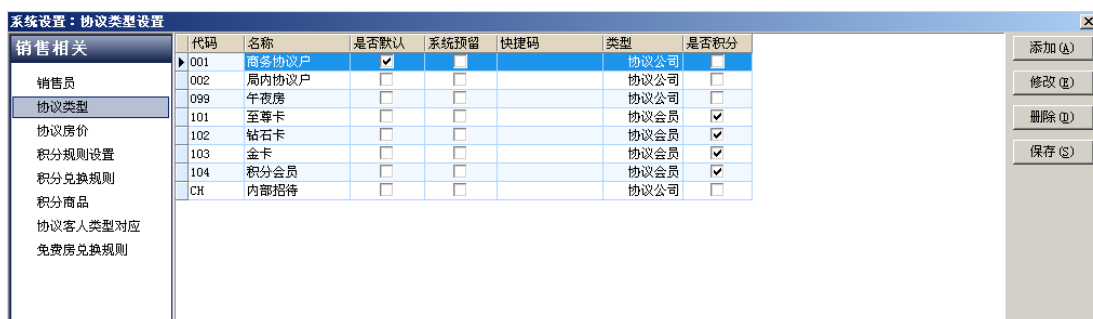 系统设置：协议类型设置
销售相关
销售员
协议类型
协议房价
积分规则设置
积分兑换规则
积分商品
协议客人类型对应
免费房兑换规则
代码 名称 是否默认 系统预留 快捷码 类型 是否积分
001 商务协议户 协议公司
002 局内协议户 协议公司
099 午夜房 协议公司
101 至尊卡 协议会员
102 钻石卡 协议会员
103 金卡 协议会员
104 积分会员 协议会员
CH 内部招待 协议公司
添加(A)
修改(E)
删除(D)
保存(S)